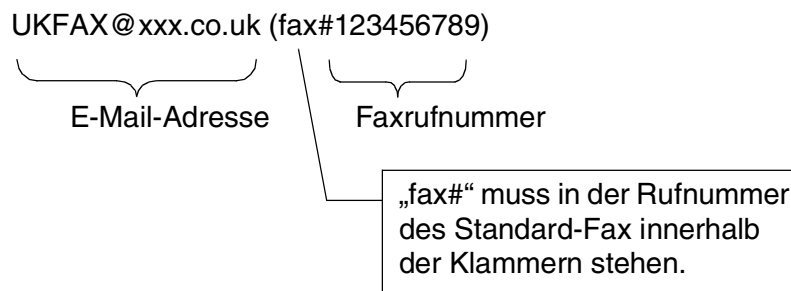 UKFAX@xxx.co.uk (fax#123456789)
E-Mail-Adresse Faxrufnummer
„fax#“ muss in der Rufnummer
des Standard-Fax innerhalb
der Klammern stehen.